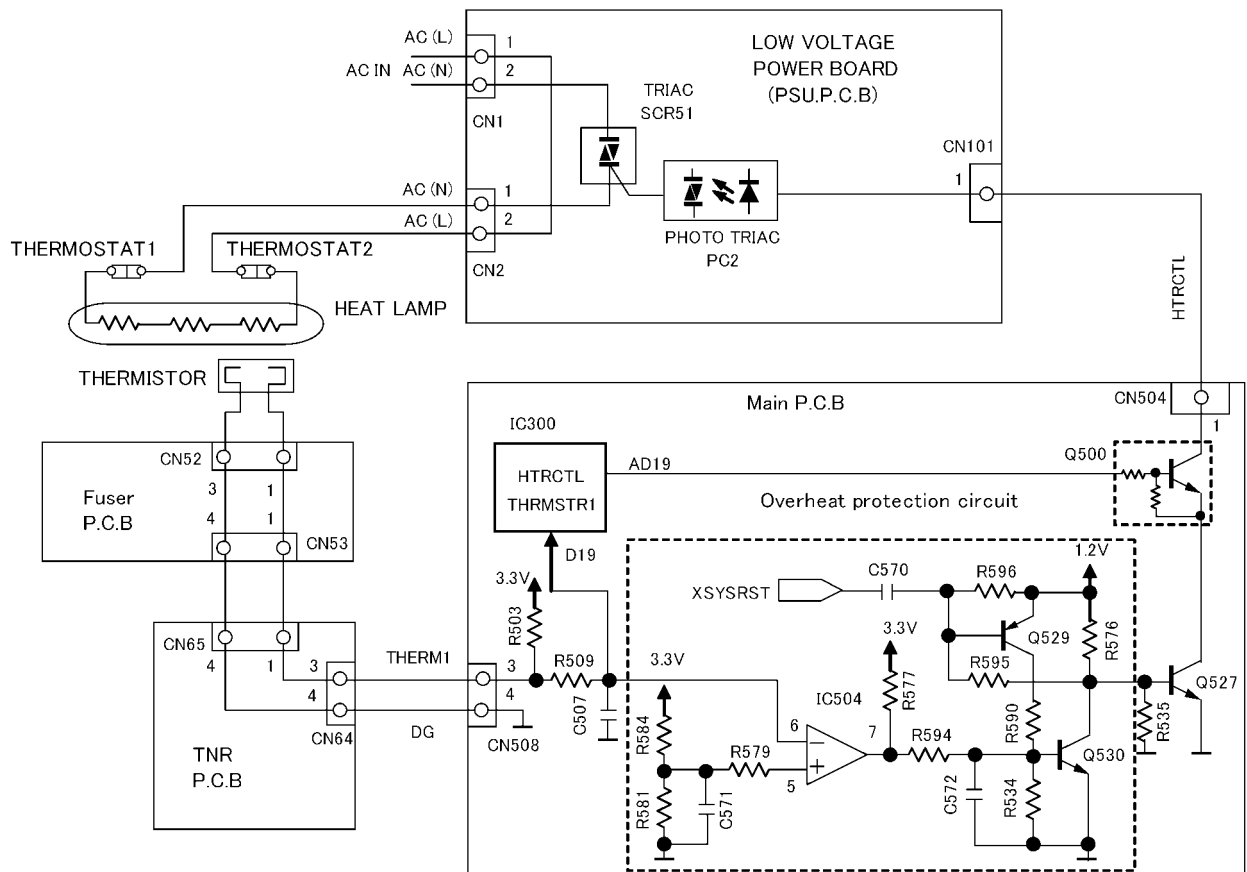 AC (L)
1
AC IN
AC (N)
2
CN1
TRIAC
SCR51
LOW VOLTAGE
POWER BOARD
(PSU.P.C.B)
CN101
1
AC (N)
1
AC (L)
2
CN2
PHOTO TRIAC
PC2
THERMOSTAT1
THERMOSTAT2
HEAT LAMP
THERMISTOR
HTRCTL
Main P.C.B
CN504
1
IC300
HTRCTL
THRMSTR1
AD19
Q500
Overheat protection circuit
D19
CN52
Fuser
P.C.B
3
1
4
1
CN53
3.3V
R503
XSYSRST
C570
R596
1.2V
Q529
R576
CN65
4
1
3
THERM1
3
R509
3.3V
3.3V
R577
R595
4
4
C507
IC504
R590
Q527
R535
CN64
DG
CN508
R584
6
7
R594
Q530
TNR
P.C.B
R579
5
R581
C571
C572
R534